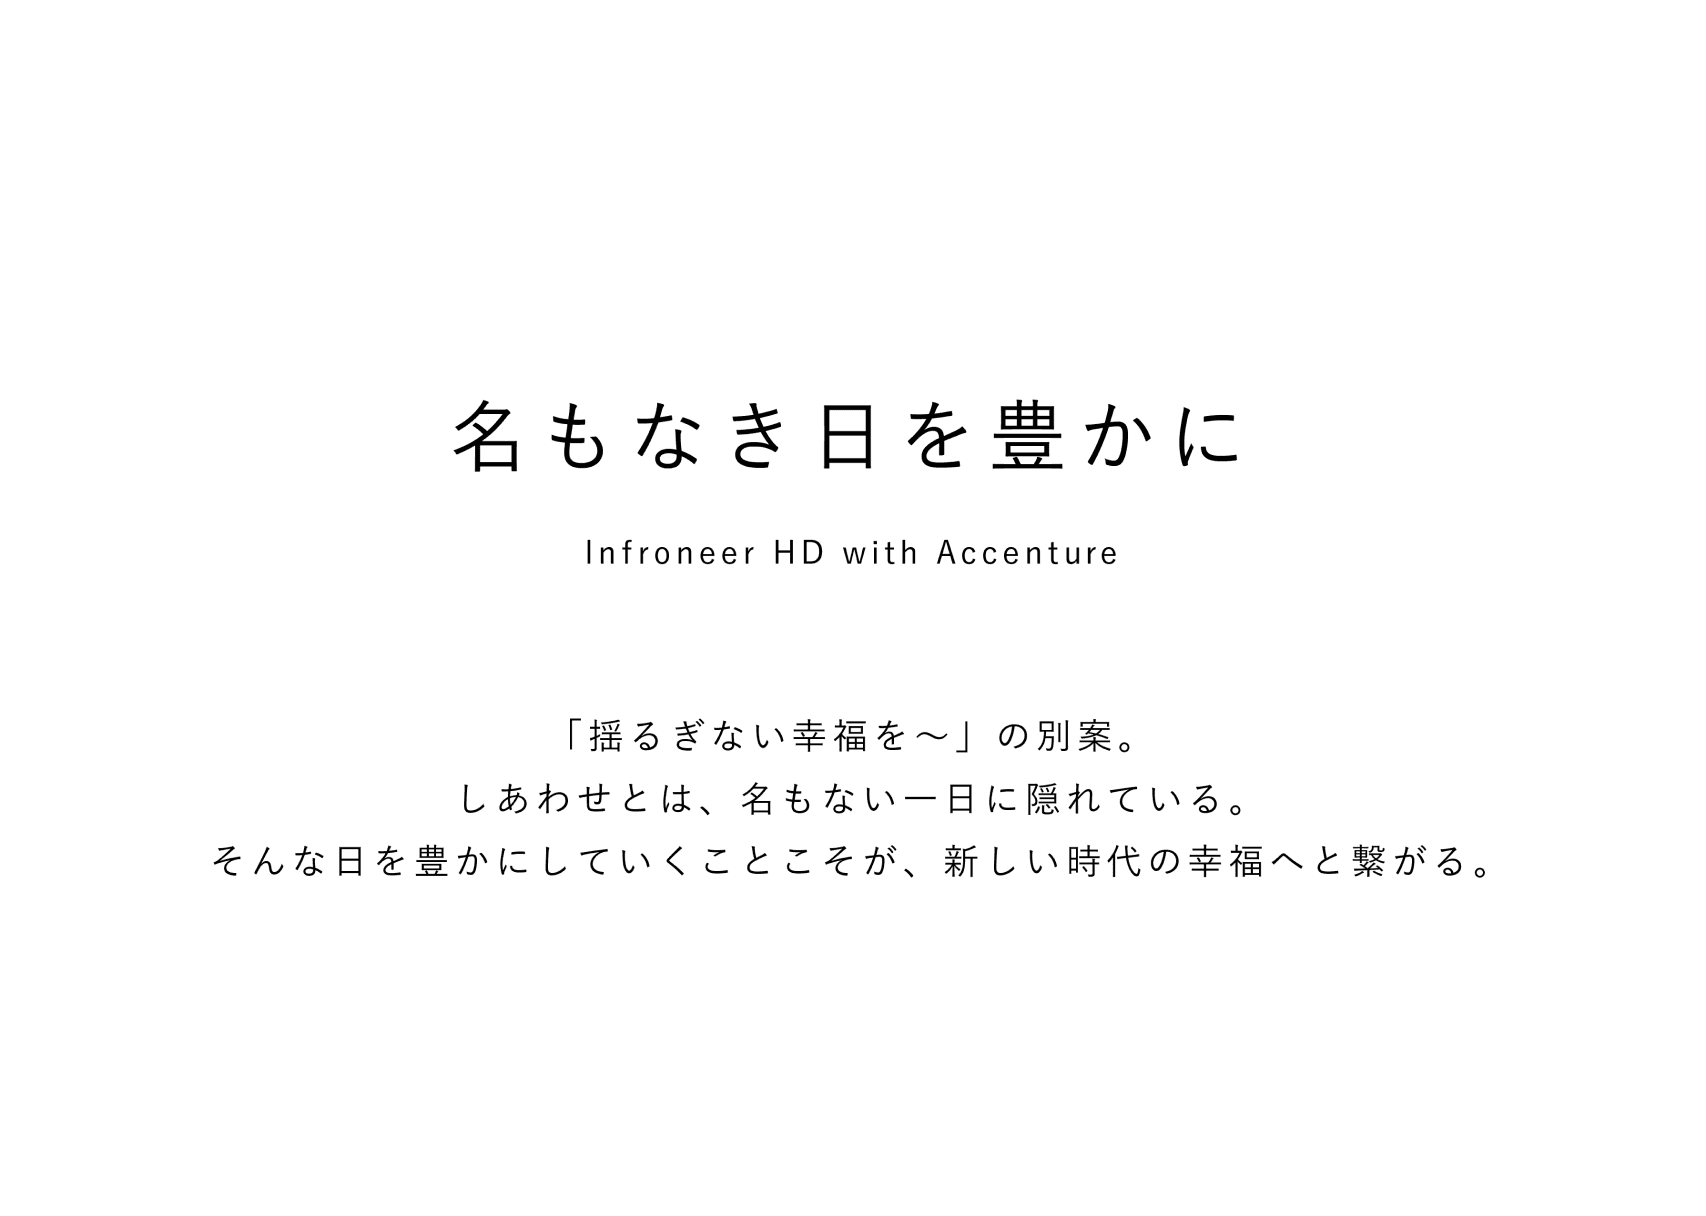 名もなき日を豊かに
Infroneer HD with Accenture
「揺るぎない幸福を〜」の別案。
しあわせとは、名もない一日に隠れている。
そんな日を豊かにしていくことこそが、新しい時代の幸福へと繋がる。